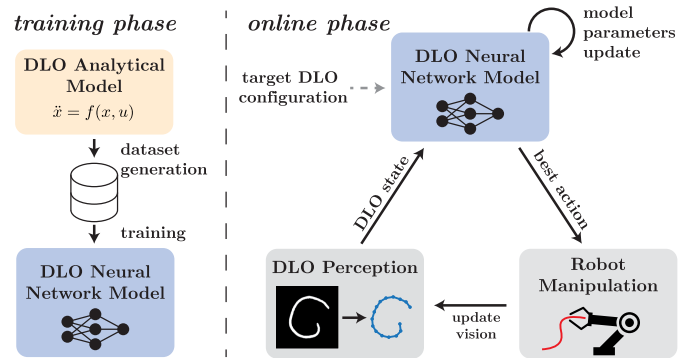 training phase
DLO Analytical
Model
ẍ = f(x, u)
dataset
generation
training
DLO Neural
Network Model
online phase
model
parameters
update
DLO Neural
Network Model
target DLO
configuration
DLO state
best action
DLO Perception
update
vision
Robot
Manipulation